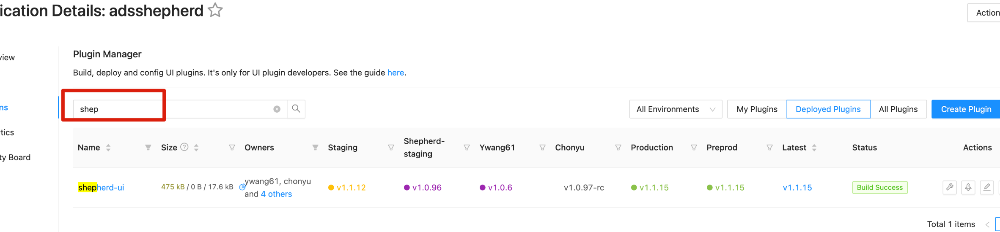 ication Details: adsshepherd
Action
view
Plugin Manager
Build, deploy and config UI plugins. It's only for UI plugin developers. See the guide here.
ns
shep
All Environments
My Plugins
Deployed Plugins
All Plugins
Create Plugin
tics
ty Board
Name
Size
Owners
Staging
Shepherd-
staging
Ywang61
Chonyu
Production
Preprod
Latest
Status
Actions
shepherd-ui
475 kB / 0 B / 17.6 kB
ywang61, chonyu
and 4 others
v1.1.12
v1.0.96
v1.0.6
v1.0.97-rc
v1.1.15
v1.1.15
v1.1.15
Build Success
Total 1 items